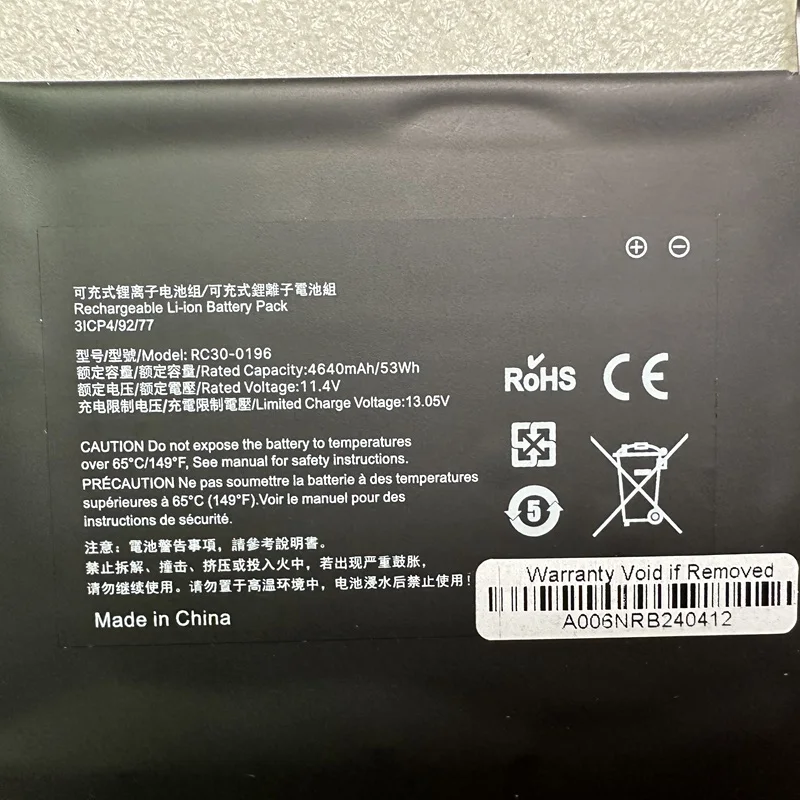 可充式锂离子电池组/可充式鋰離子電池組
Rechargeable Li-ion Battery Pack
3ICP4/92/77
型号/型號/Model: RC30-0196
额定容量/额定容量/Rated Capacity:4640mAh/53Wh
额定电压/额定電壓/Rated Voltage:11.4V
充电限制电压/充電限制電壓/Limited Charge Voltage:13.05V
RoHS CE
CAUTION Do not expose the battery to temperatures
over 65°C/149°F, See manual for safety instructions.
PRÉCAUTION Ne pas soumettre la batterie à des temperatures
supérieures à 65°C (149°F).Voir le manuel pour des
instructions de sécurité.
5
注意：電池警告事項，請參考說明書。
禁止拆解、撞击、挤压或投入火中，若出现严重鼓胀，
请勿继续使用。请勿置于高温环境中，电池浸水后禁止使用！
Made in China
Warranty Void if Removed
A006NRB240412